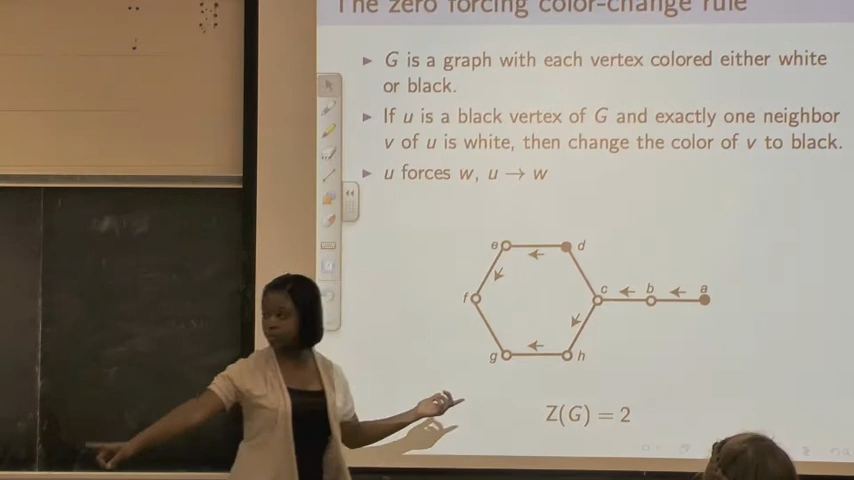 The zero forcing color-change rule
▶ G is a graph with each vertex colored either white
or black.
▶ If u is a black vertex of G and exactly one neighbor
v of u is white, then change the color of v to black.
▶ u forces w, u → w
e d
f c b a
g h
Z(G) = 2